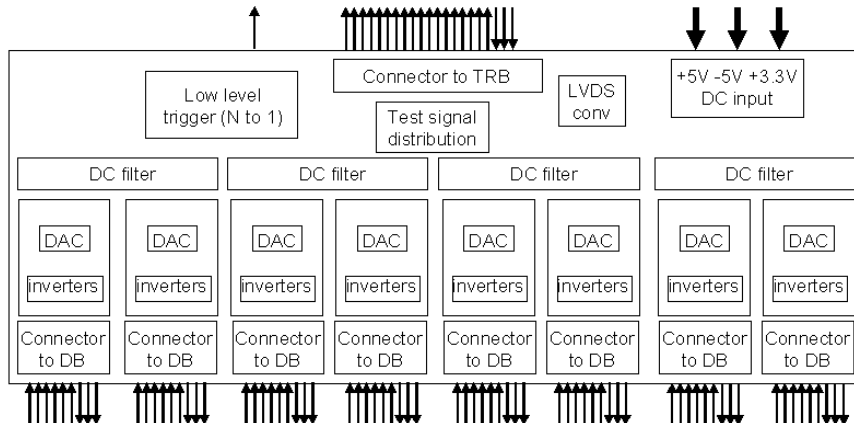 Connector to TRB
+5V -5V +3.3V
DC input
Low level
trigger (N to 1)
LVDS
conv
Test signal
distribution
DC filter
DC filter
DC filter
DC filter
DAC
DAC
DAC
DAC
DAC
DAC
DAC
DAC
inverters
inverters
inverters
inverters
inverters
inverters
inverters
inverters
Connector
to DB
Connector
to DB
Connector
to DB
Connector
to DB
Connector
to DB
Connector
to DB
Connector
to DB
Connector
to DB